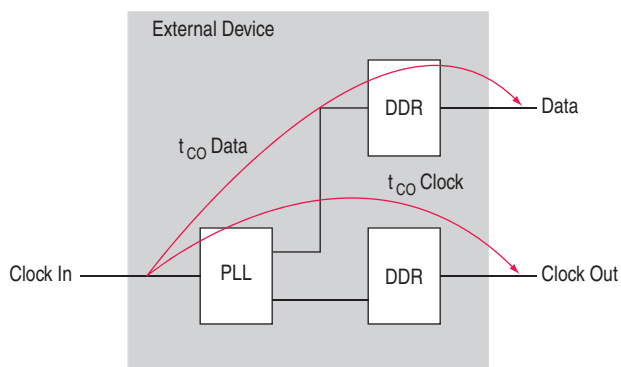 External Device
DDR
Data
t CO Data
t CO Clock
Clock In
PLL
DDR
Clock Out